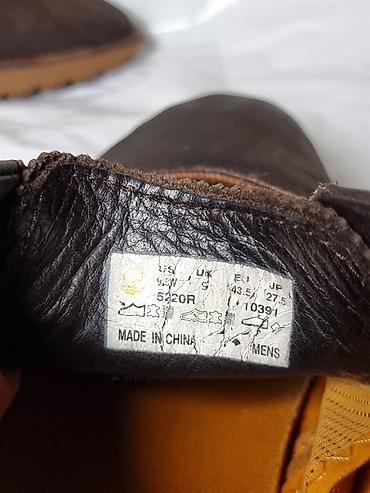 US UK EU JP
9.5W 9 43.5 27.5
5220R 10391
MADE IN CHINA MENS